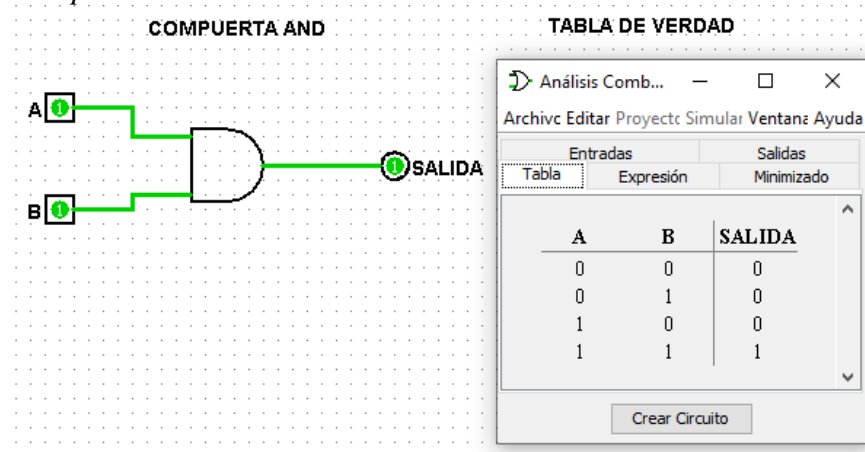 COMPUERTA AND
TABLA DE VERDAD
A 1
B 1
1 SALIDA
Análisis Comb...
Archivo Editar Proyecto Simular Ventana Ayuda
Entradas Salidas
Tabla Expresión Minimizado
A B SALIDA
0 0 0
0 1 0
1 0 0
1 1 1
Crear Circuito